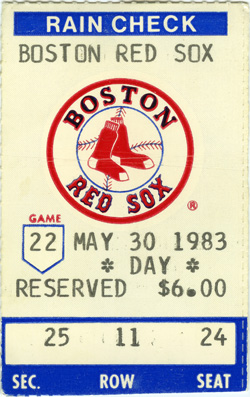 RAIN CHECK
BOSTON RED SOX
BOSTON
RED SOX
®
GAME
22 MAY 30 1983
* DAY *
RESERVED $6.00
25 11 24
SEC. ROW SEAT